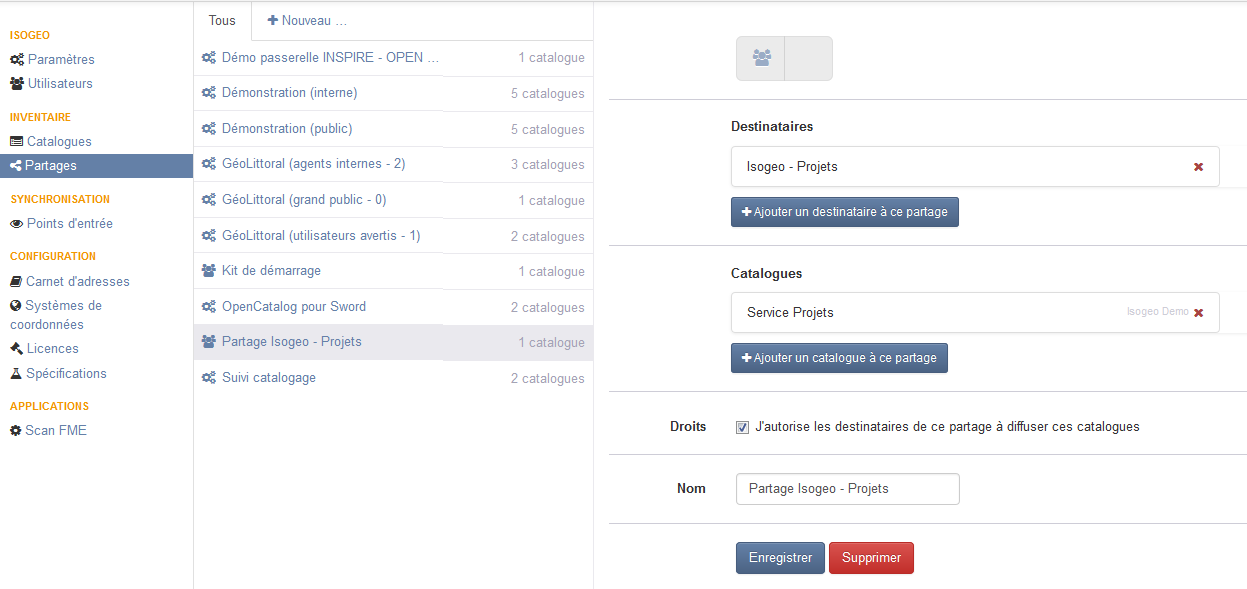 ISOGEO
Paramètres
Utilisateurs
INVENTAIRE
Catalogues
Partages
SYNCHRONISATION
Points d'entrée
CONFIGURATION
Carnet d'adresses
Systèmes de
coordonnées
Licences
Spécifications
APPLICATIONS
Scan FME
Tous
Nouveau …
Démo passerelle INSPIRE - OPEN … 1 catalogue
Démonstration (interne) 5 catalogues
Démonstration (public) 5 catalogues
GéoLittoral (agents internes - 2) 3 catalogues
GéoLittoral (grand public - 0) 1 catalogue
GéoLittoral (utilisateurs avertis - 1) 2 catalogues
Kit de démarrage 1 catalogue
OpenCatalog pour Sword 2 catalogues
Partage Isogeo - Projets 1 catalogue
Suivi catalogage 2 catalogues
Destinataires
Isogeo - Projets
Ajouter un destinataire à ce partage
Catalogues
Service Projets Isogeo Demo
Ajouter un catalogue à ce partage
Droits J'autorise les destinataires de ce partage à diffuser ces catalogues
Nom Partage Isogeo - Projets
Enregistrer Supprimer